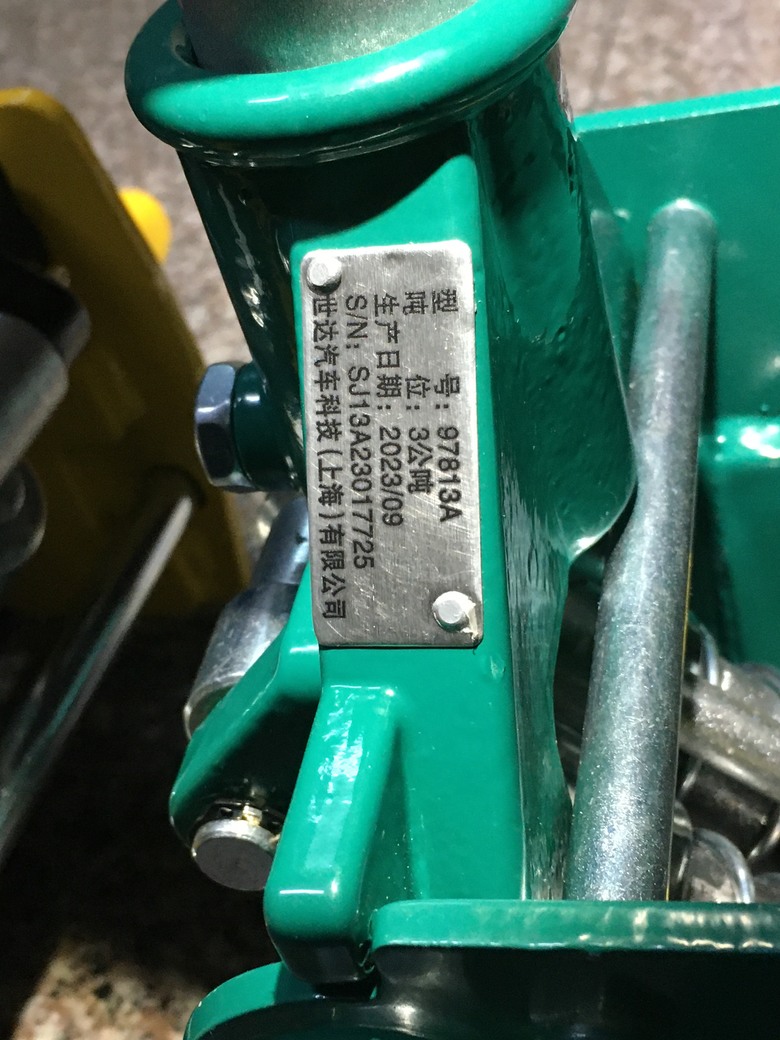 型 号：97813A
吨 位：3公吨
生产日期：2023/09
S/N：SJ13A23017725
世达汽车科技(上海)有限公司